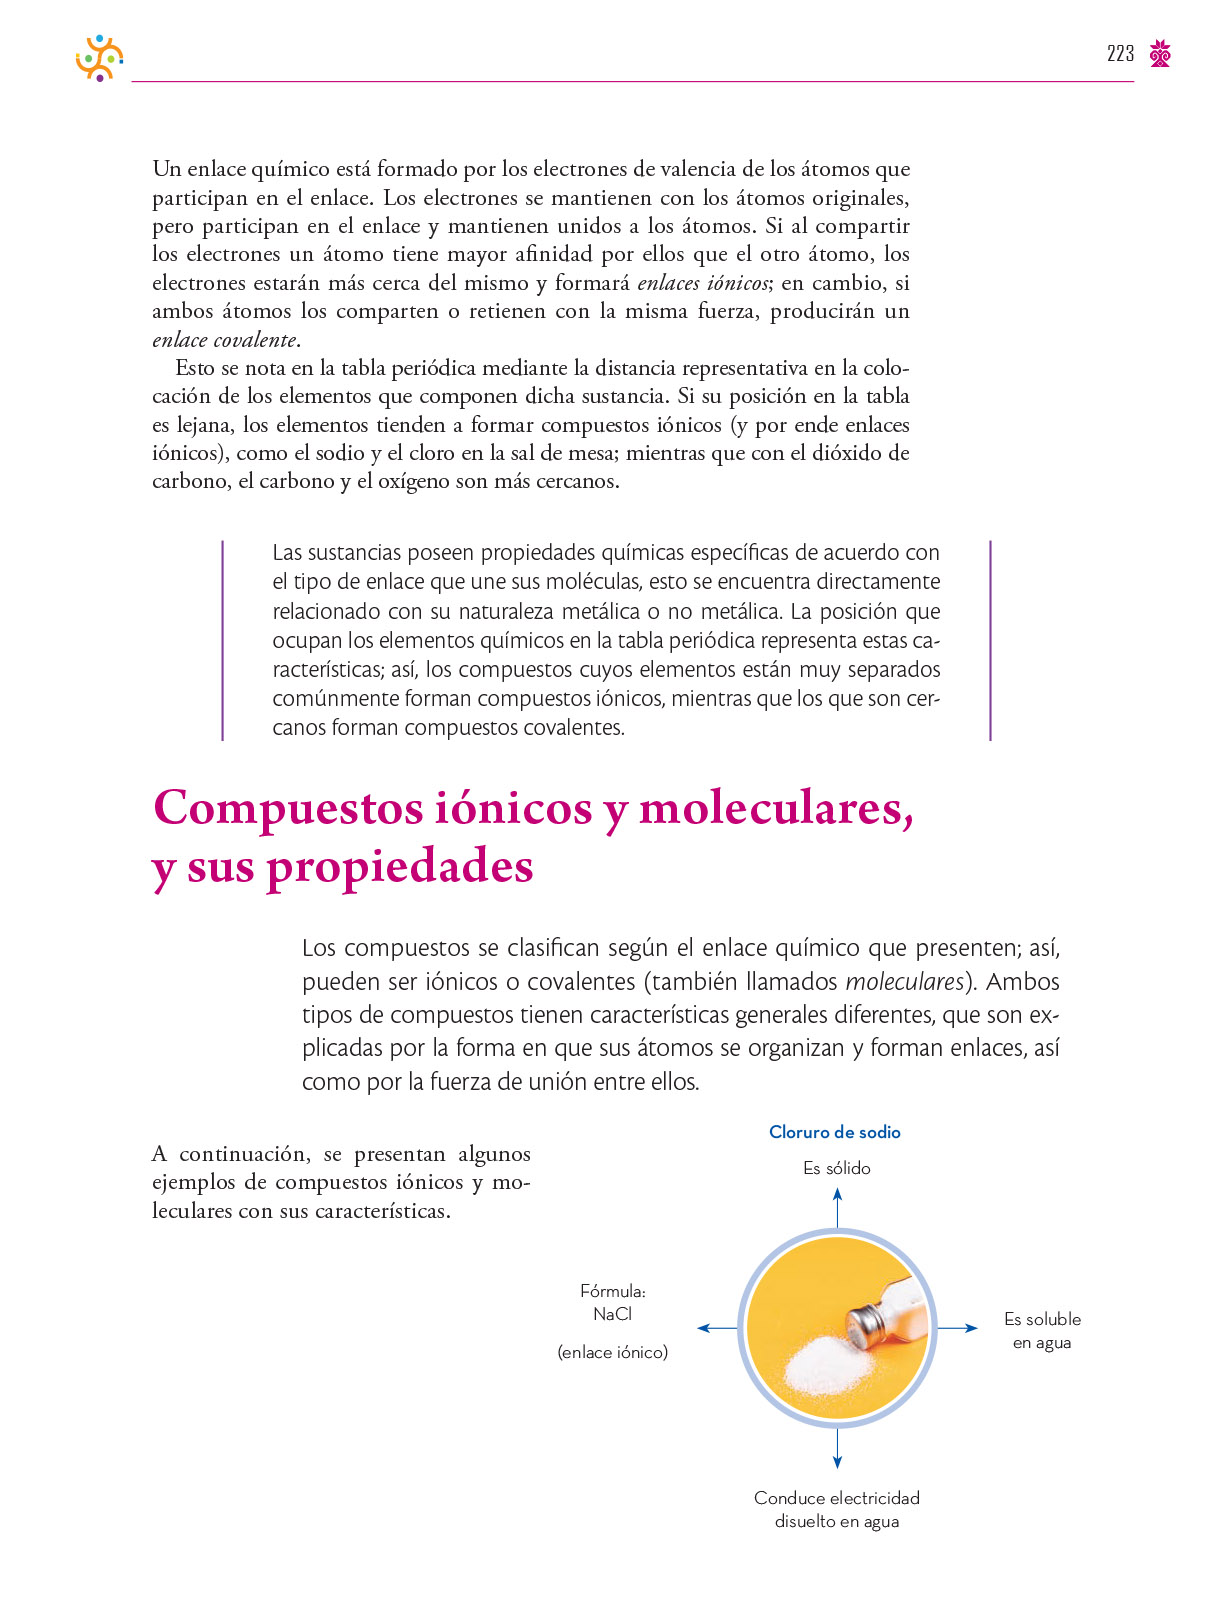 223
Un enlace químico está formado por los electrones de valencia de los átomos que
participan en el enlace. Los electrones se mantienen con los átomos originales,
pero participan en el enlace y mantienen unidos a los átomos. Si al compartir
los electrones un átomo tiene mayor afinidad por ellos que el otro átomo, los
electrones estarán más cerca del mismo y formará enlaces iónicos; en cambio, si
ambos átomos los comparten o retienen con la misma fuerza, producirán un
enlace covalente.
Esto se nota en la tabla periódica mediante la distancia representativa en la colo-
cación de los elementos que componen dicha sustancia. Si su posición en la tabla
es lejana, los elementos tienden a formar compuestos iónicos (y por ende enlaces
iónicos), como el sodio y el cloro en la sal de mesa; mientras que con el dióxido de
carbono, el carbono y el oxígeno son más cercanos.
Las sustancias poseen propiedades químicas específicas de acuerdo con
el tipo de enlace que une sus moléculas, esto se encuentra directamente
relacionado con su naturaleza metálica o no metálica. La posición que
ocupan los elementos químicos en la tabla periódica representa estas ca-
racterísticas; así, los compuestos cuyos elementos están muy separados
comúnmente forman compuestos iónicos, mientras que los que son cer-
canos forman compuestos covalentes.
Compuestos iónicos y moleculares,
y sus propiedades
Los compuestos se clasifican según el enlace químico que presenten; así,
pueden ser iónicos o covalentes (también llamados moleculares). Ambos
tipos de compuestos tienen características generales diferentes, que son ex-
plicadas por la forma en que sus átomos se organizan y forman enlaces, así
como por la fuerza de unión entre ellos.
A continuación, se presentan algunos
ejemplos de compuestos iónicos y mo-
leculares con sus características.
Cloruro de sodio
Es sólido
Fórmula:
NaCl
(enlace iónico)
Es soluble
en agua
Conduce electricidad
disuelto en agua